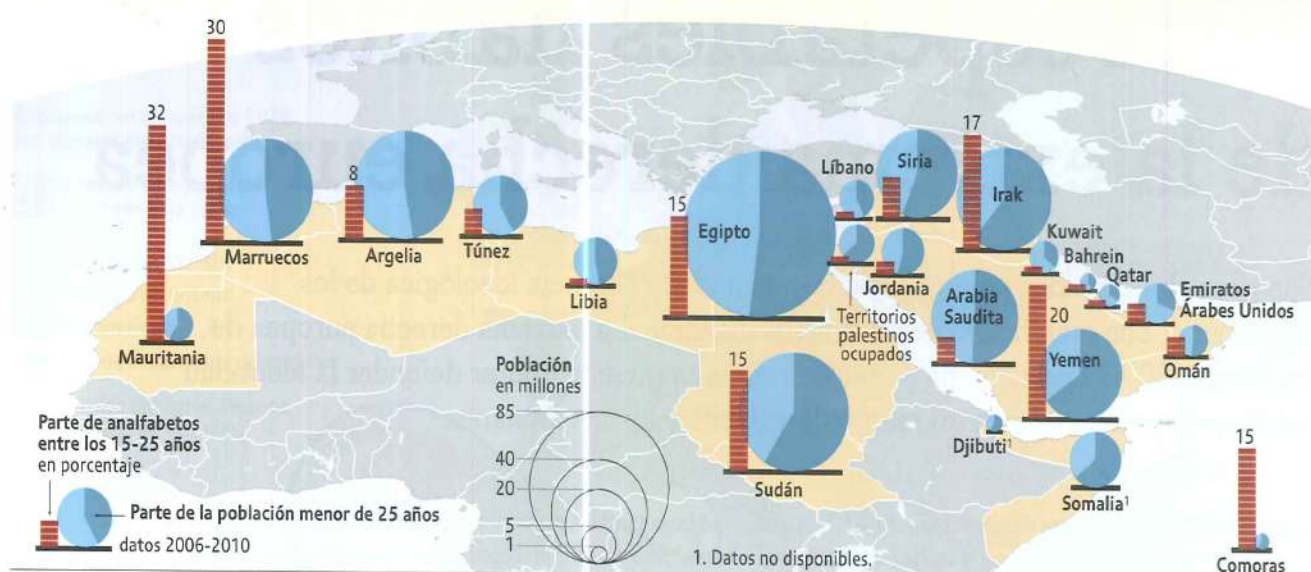 30
32
Marruecos
8
Argelia
Túnez
Libia
Mauritania
15
Egipto
Líbano
Siria
17
Irak
Kuwait
Bahrein
Qatar
Emiratos
Árabes Unidos
Jordania
Territorios
palestinos
ocupados
Arabia
Saudita
20
Yemen
Omán
15
Sudán
Djibuti¹
Somalia¹
15
Comoras
Población
en millones
85
40
20
5
1
Parte de analfabetos
entre los 15-25 años
en porcentaje
Parte de la población menor de 25 años
datos 2006-2010
1. Datos no disponibles.